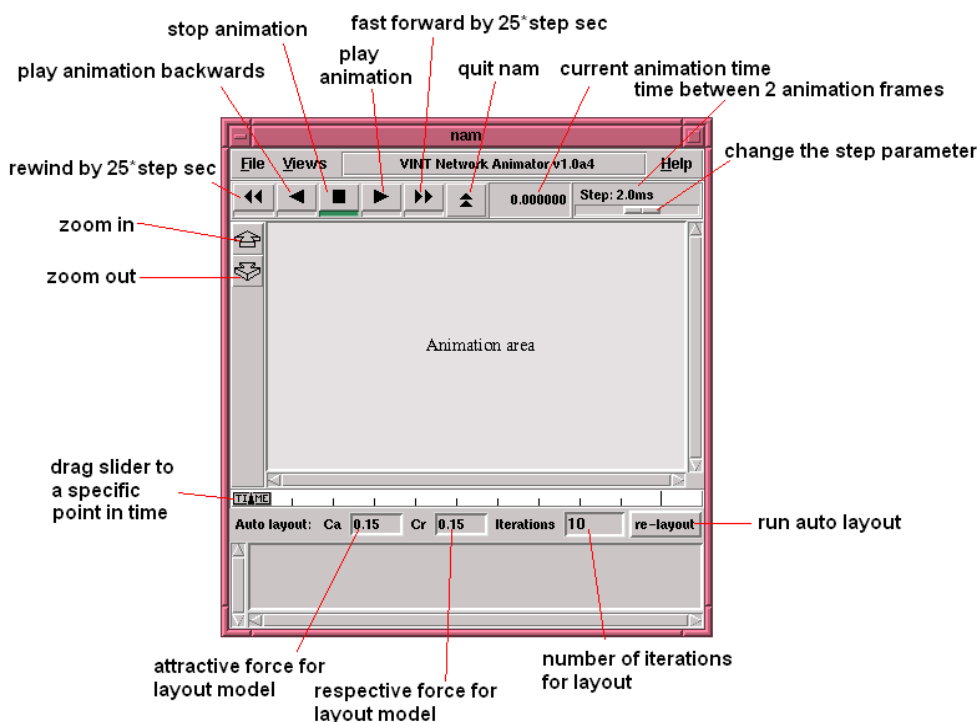 stop animation
fast forward by 25*step sec
play animation backwards
play
animation
quit nam
current animation time
time between 2 animation frames
nam
File Views VINT Network Animator v1.0a4 Help
change the step parameter
rewind by 25*step sec
0.000000
Step: 2.0ms
zoom in
zoom out
Animation area
drag slider to
a specific
point in time
TIME
Auto layout: Ca 0.15 Cr 0.15 Iterations 10 re-layout
run auto layout
attractive force for
layout model
respective force for
layout model
number of iterations
for layout